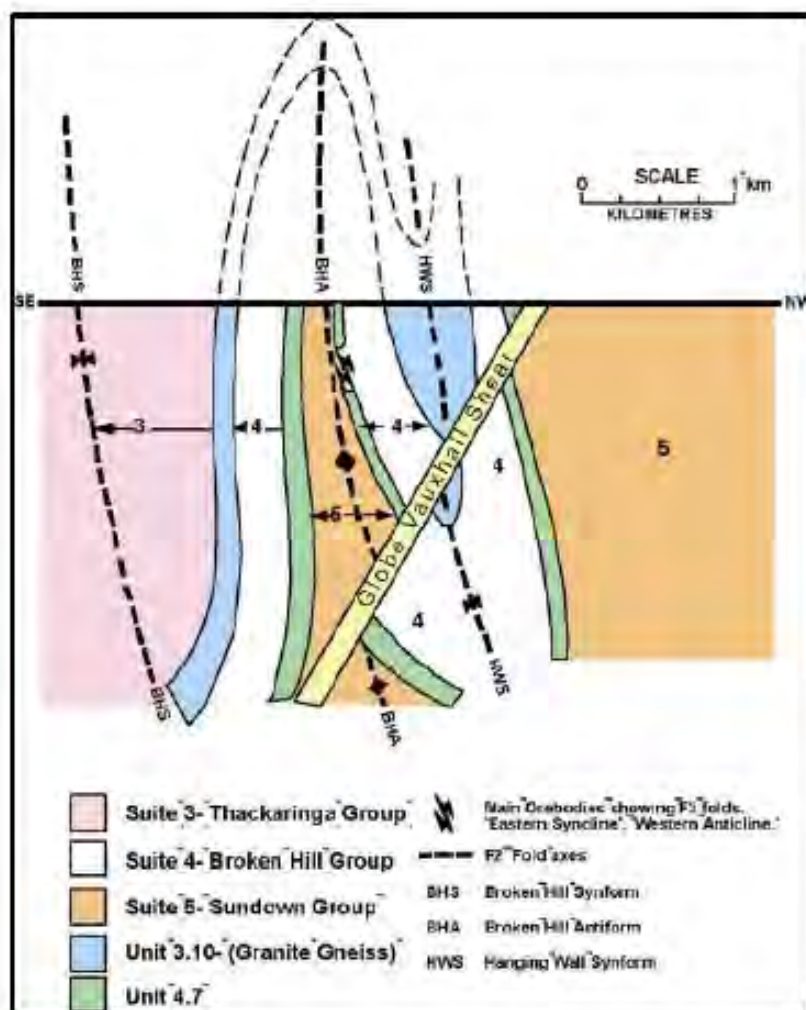 SCALE
0 1 km
KILOMETRES
BHS
BHA
HWS
SE
NW
3
4
4
5
4
5
4
Globe Vauxhall Shear
BHS
HWS
BHA
Suite 3- Thackaringa Group
Suite 4- Broken Hill Group
Suite 5- Sundown Group
Unit 3.10- (Granite Gneiss)
Unit 4.7
Main Orebodies showing F3 folds.
"Eastern Syncline". "Western Anticline."
F2 Fold axes
BHS Broken Hill Synform
BHA Broken Hill Antiform
HWS Hanging Wall Synform